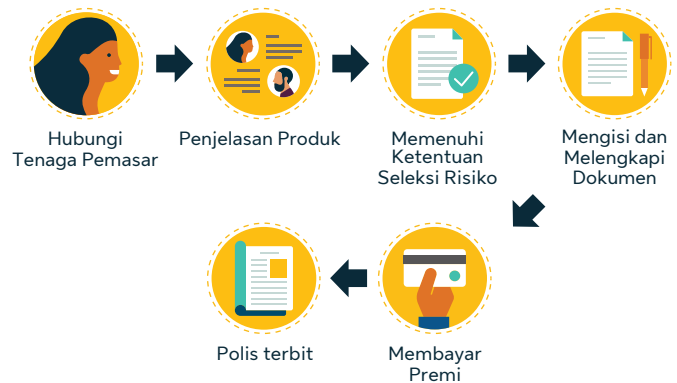 Hubungi
Tenaga Pemasar
Penjelasan Produk
Memenuhi
Ketentuan
Seleksi Risiko
Mengisi dan
Melengkapi
Dokumen
Membayar
Premi
Polis terbit